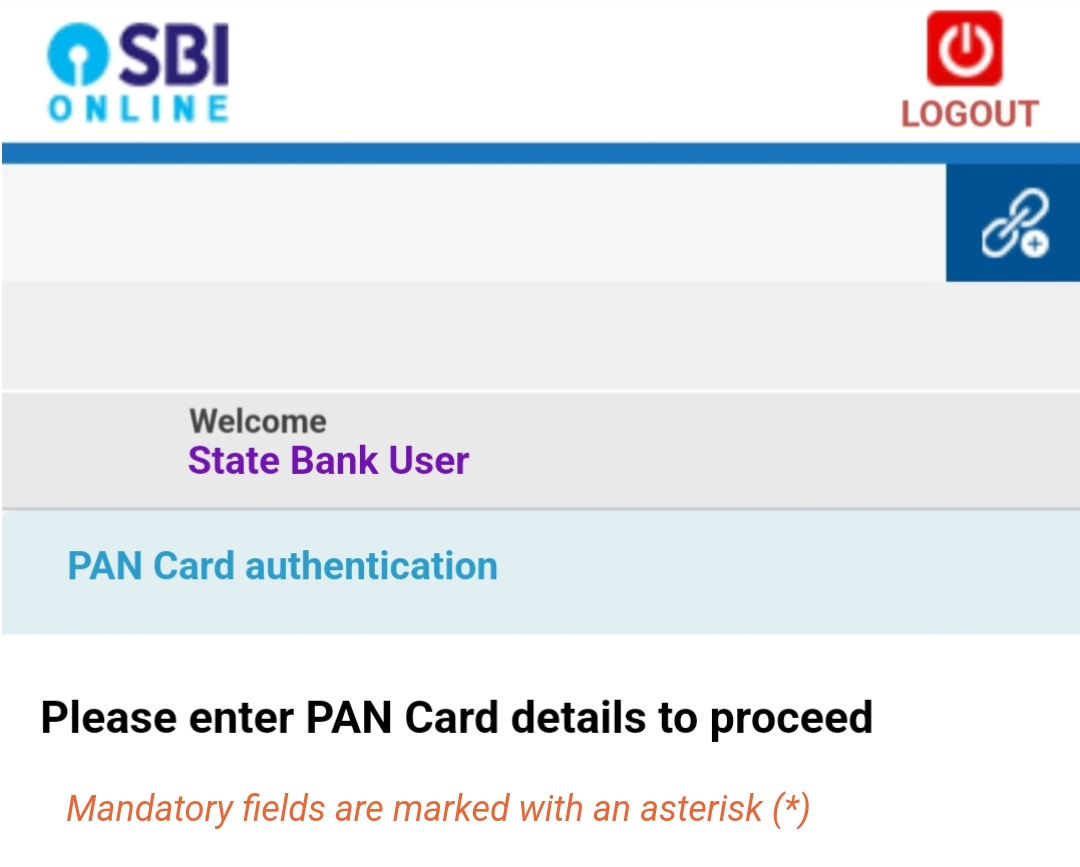 SBI
ONLINE
LOGOUT
Welcome
State Bank User
PAN Card authentication
Please enter PAN Card details to proceed
Mandatory fields are marked with an asterisk (*)